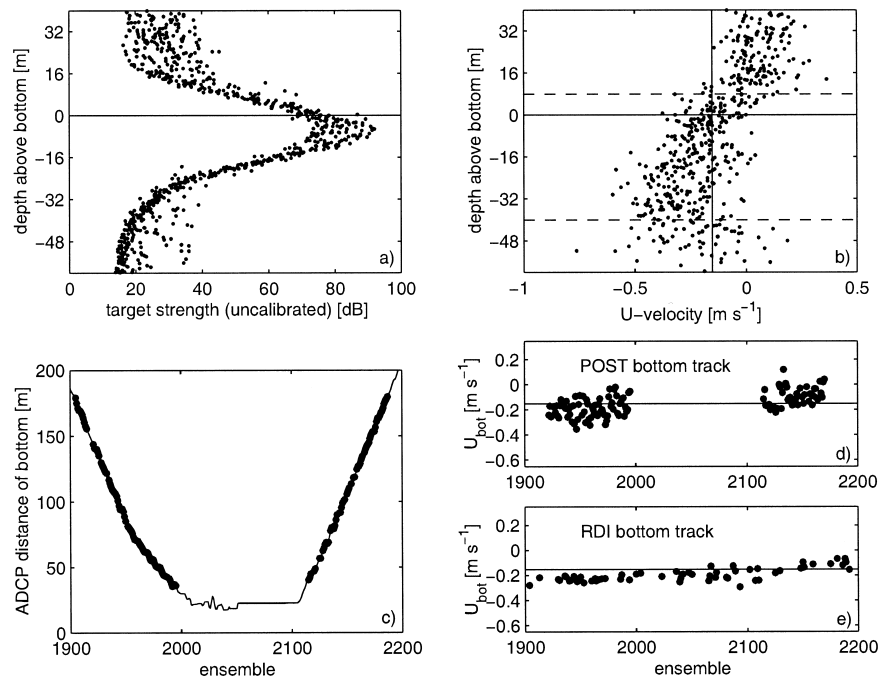 depth above bottom [m]
32
16
0
−16
−32
−48
a)
0 20 40 60 80 100
target strength (uncalibrated) [dB]
depth above bottom [m]
32
16
0
−16
−32
−48
b)
−1 −0.5 0 0.5
U−velocity [m s⁻¹]
ADCP distance of bottom [m]
200
150
100
50
0
c)
1900 2000 2100 2200
ensemble
U_bot [m s⁻¹]
0.2
0
−0.2
−0.4
−0.6
POST bottom track
d)
1900 2000 2100 2200
U_bot [m s⁻¹]
0.2
0
−0.2
−0.4
−0.6
RDI bottom track
e)
1900 2000 2100 2200
ensemble